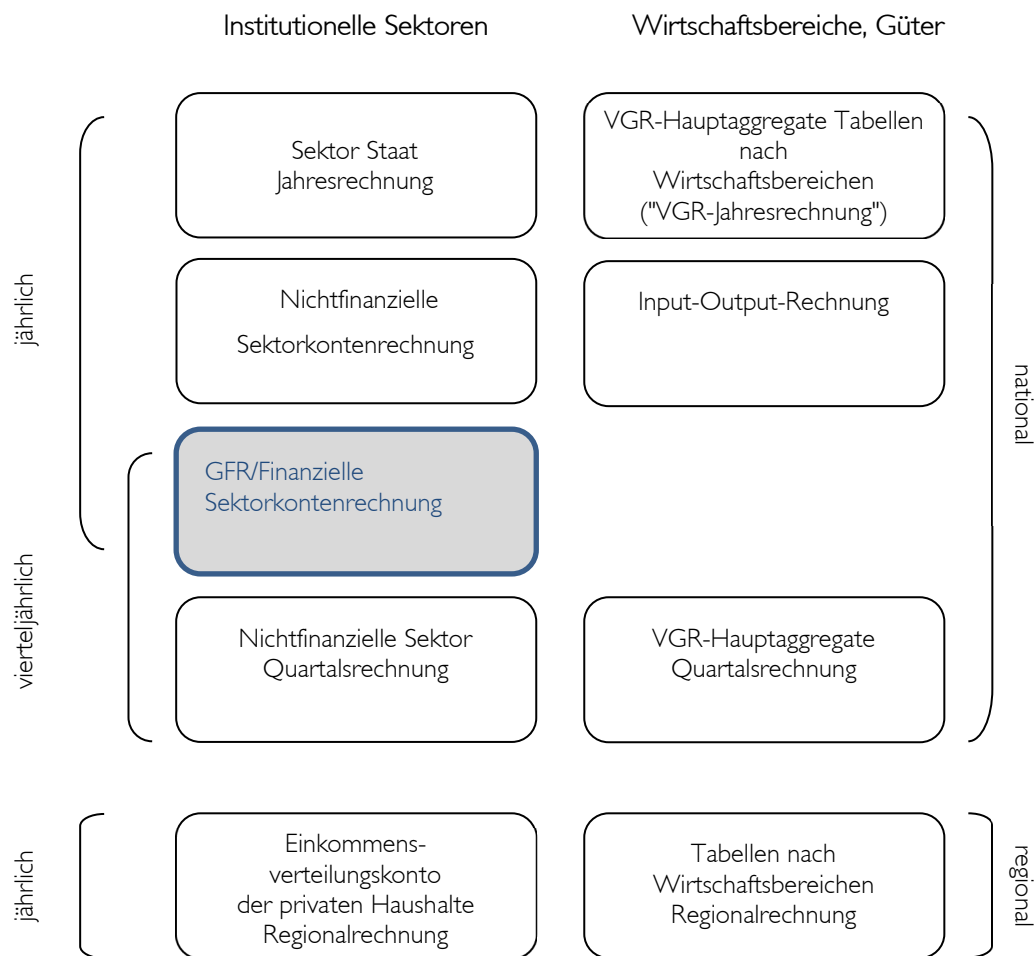 Institutionelle Sektoren
Wirtschaftsbereiche, Güter
jährlich
Sektor Staat
Jahresrechnung
VGR-Hauptaggregate Tabellen
nach
Wirtschaftsbereichen
("VGR-Jahresrechnung")
Nichtfinanzielle
Sektorkontenrechnung
Input-Output-Rechnung
national
GFR/Finanzielle
Sektorkontenrechnung
vierteljährlich
Nichtfinanzielle Sektor
Quartalsrechnung
VGR-Hauptaggregate
Quartalsrechnung
jährlich
Einkommens-
verteilungskonto
der privaten Haushalte
Regionalrechnung
Tabellen nach
Wirtschaftsbereichen
Regionalrechnung
regional